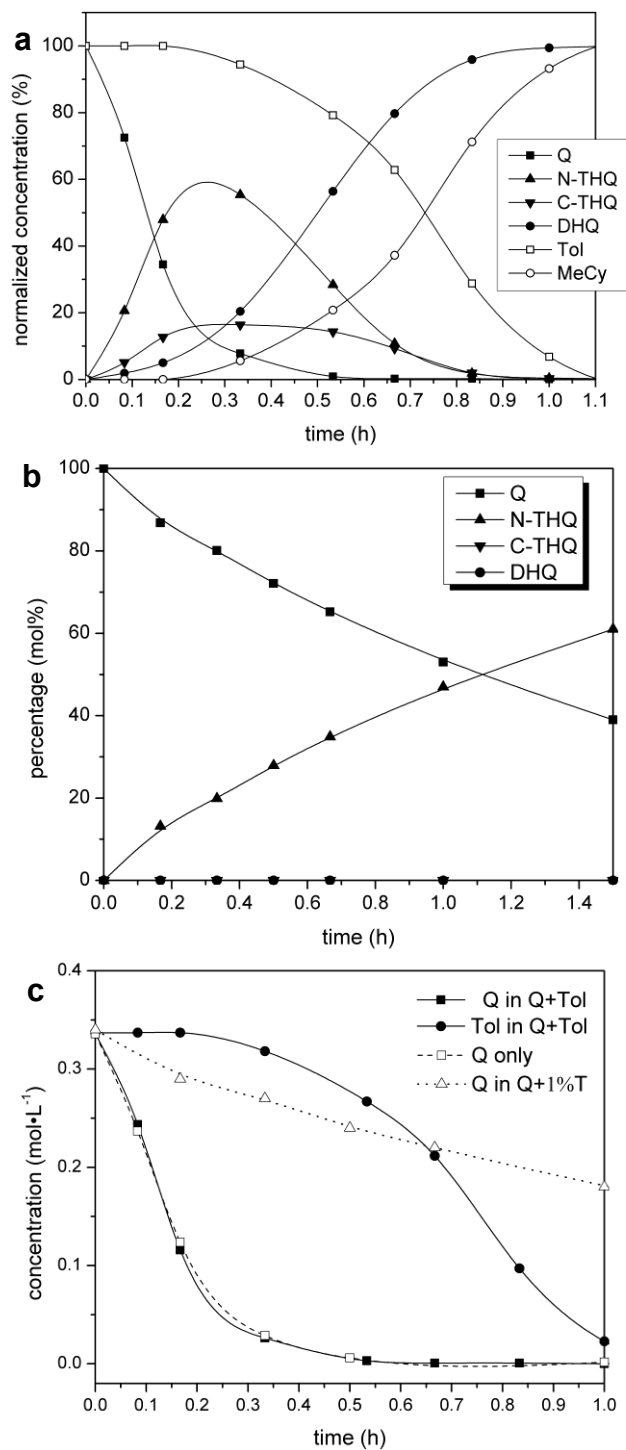 a
normalized concentration (%)
100
80
60
40
20
0
Q
N-THQ
C-THQ
DHQ
Tol
MeCy
0.0 0.1 0.2 0.3 0.4 0.5 0.6 0.7 0.8 0.9 1.0 1.1
time (h)
b
percentage (mol%)
100
80
60
40
20
0
Q
N-THQ
C-THQ
DHQ
0.0 0.2 0.4 0.6 0.8 1.0 1.2 1.4
time (h)
c
concentration (mol•L⁻¹)
0.4
0.3
0.2
0.1
0.0
Q in Q+Tol
Tol in Q+Tol
Q only
Q in Q+1%T
0.0 0.1 0.2 0.3 0.4 0.5 0.6 0.7 0.8 0.9 1.0
time (h)